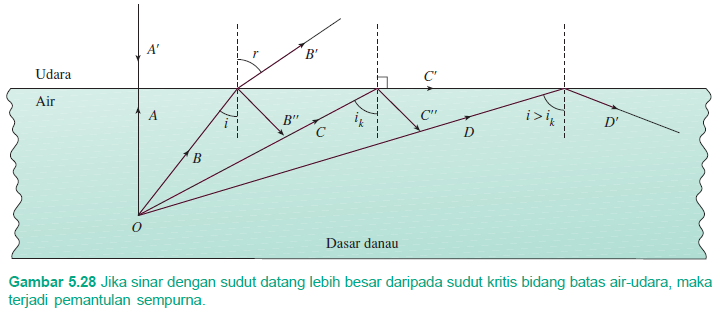 A'
r
B'
Udara
C'
Air
A
i
B''
C
i_k
C''
D
i > i_k
D'
B
O
Dasar danau
Gambar 5.28 Jika sinar dengan sudut datang lebih besar daripada sudut kritis bidang batas air-udara, maka
terjadi pemantulan sempurna.